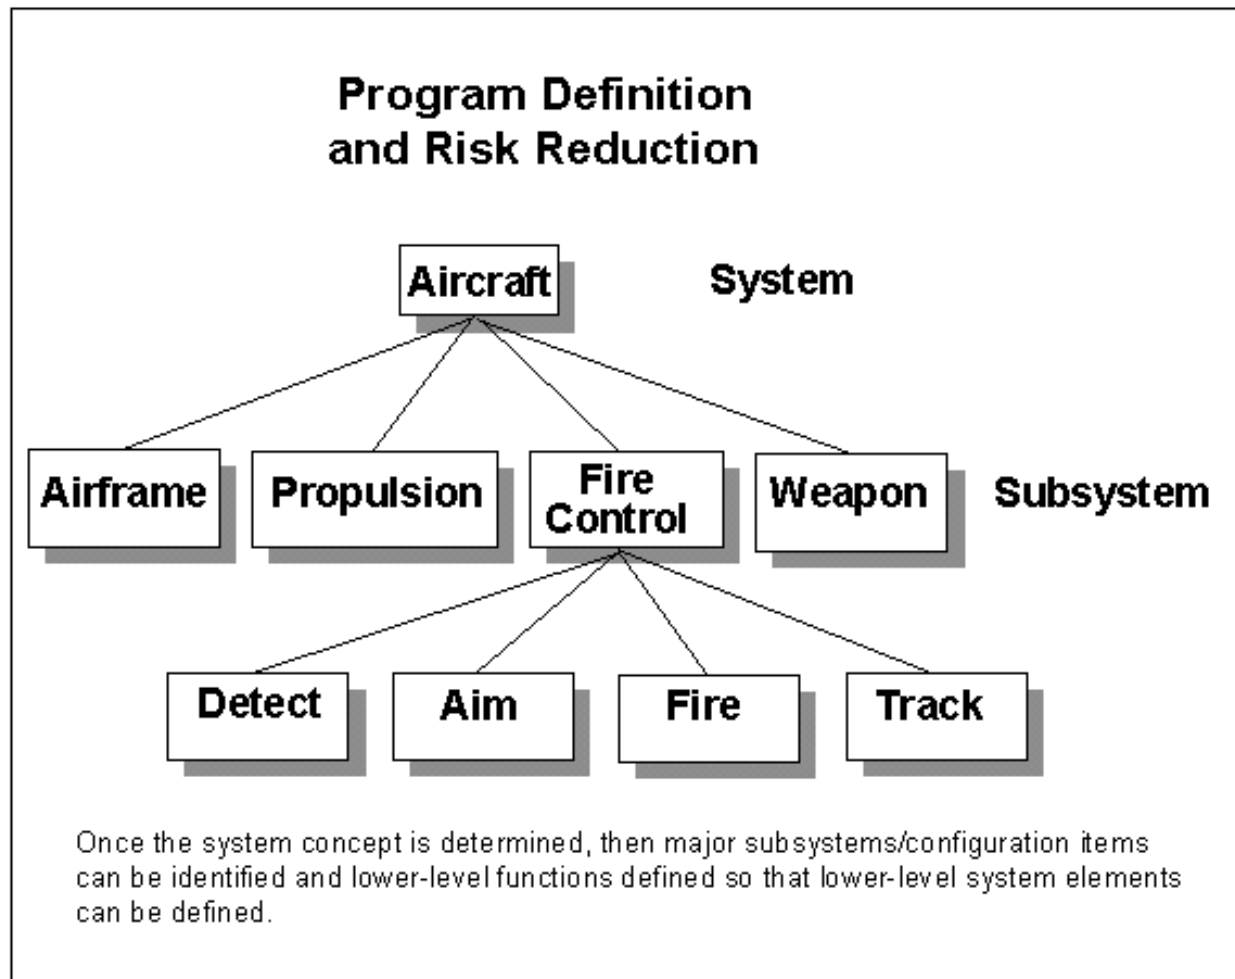 Program Definition
and Risk Reduction
Aircraft
System
Airframe
Propulsion
Fire
Control
Weapon
Subsystem
Detect
Aim
Fire
Track
Once the system concept is determined, then major subsystems/configuration items
can be identified and lower-level functions defined so that lower-level system elements
can be defined.